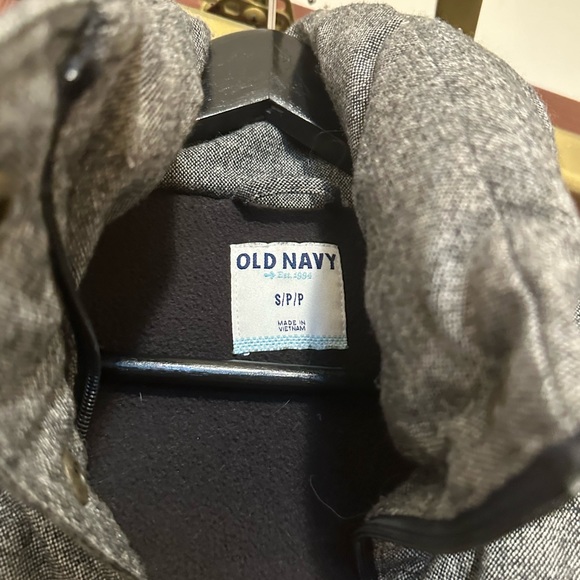 OLD NAVY
Est. 1994
S/P/P
MADE IN
VIETNAM